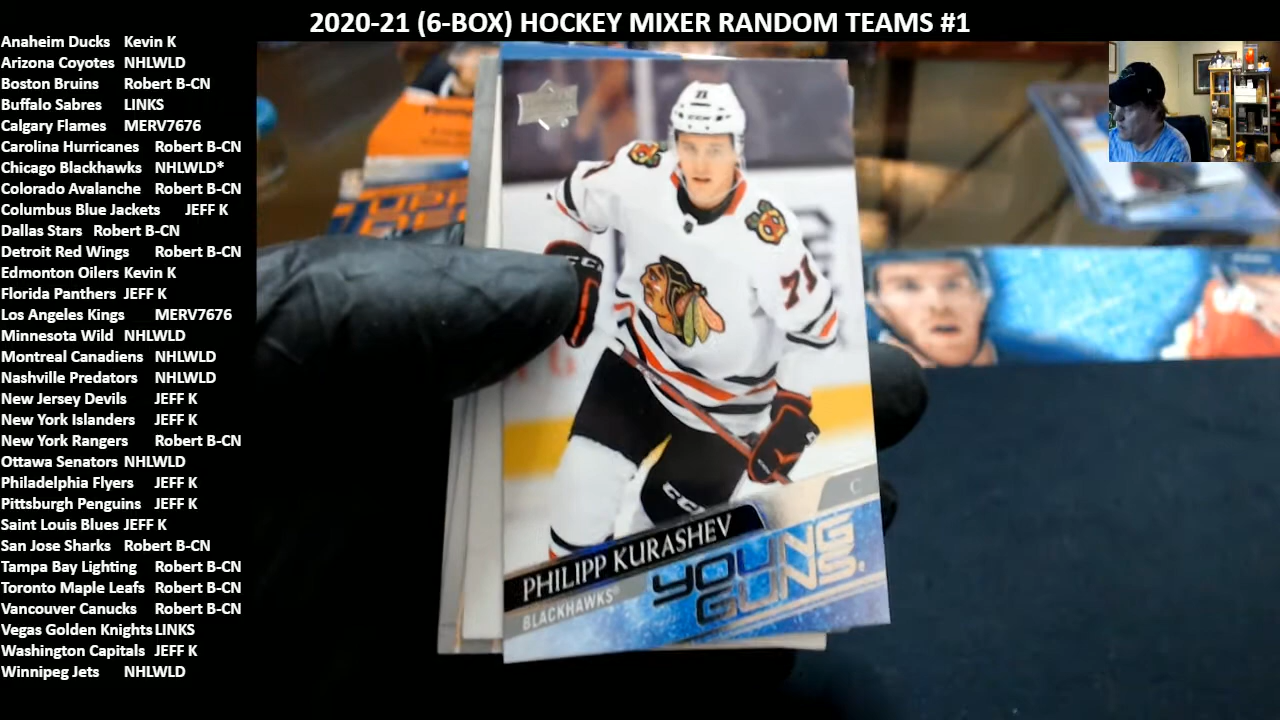 2020-21 (6-BOX) HOCKEY MIXER RANDOM TEAMS #1
Anaheim Ducks Kevin K
Arizona Coyotes NHLWLD
Boston Bruins Robert B-CN
Buffalo Sabres LINKS
Calgary Flames MERV7676
Carolina Hurricanes Robert B-CN
Chicago Blackhawks NHLWLD*
Colorado Avalanche Robert B-CN
Columbus Blue Jackets JEFF K
Dallas Stars Robert B-CN
Detroit Red Wings Robert B-CN
Edmonton Oilers Kevin K
Florida Panthers JEFF K
Los Angeles Kings MERV7676
Minnesota Wild NHLWLD
Montreal Canadiens NHLWLD
Nashville Predators NHLWLD
New Jersey Devils JEFF K
New York Islanders JEFF K
New York Rangers Robert B-CN
Ottawa Senators NHLWLD
Philadelphia Flyers JEFF K
Pittsburgh Penguins JEFF K
Saint Louis Blues JEFF K
San Jose Sharks Robert B-CN
Tampa Bay Lighting Robert B-CN
Toronto Maple Leafs Robert B-CN
Vancouver Canucks Robert B-CN
Vegas Golden Knights LINKS
Washington Capitals JEFF K
Winnipeg Jets NHLWLD
71
CCM
C
PHILIPP KURASHEV
BLACKHAWKS
YOUNG
GUNS